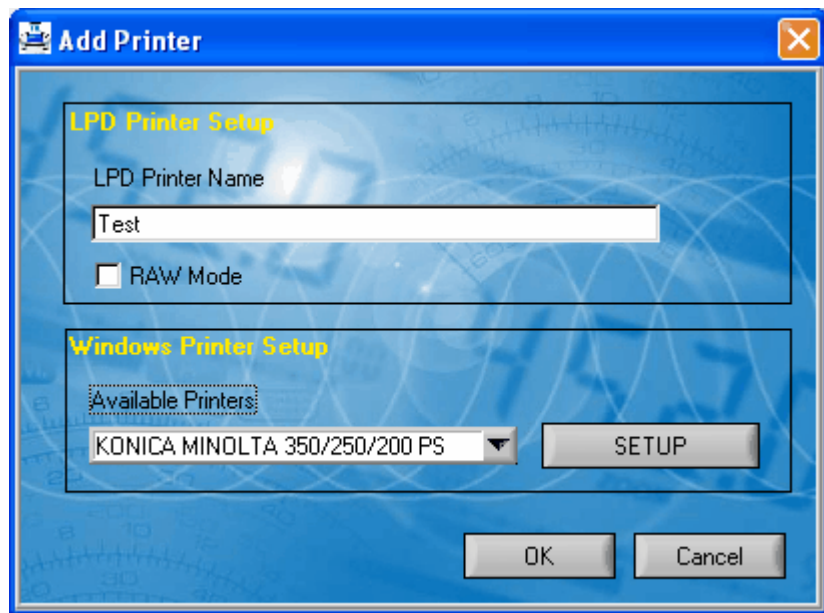 Add Printer
LPD Printer Setup
LPD Printer Name
Test
RAW Mode
Windows Printer Setup
Available Printers
KONICA MINOLTA 350/250/200 PS
SETUP
OK
Cancel